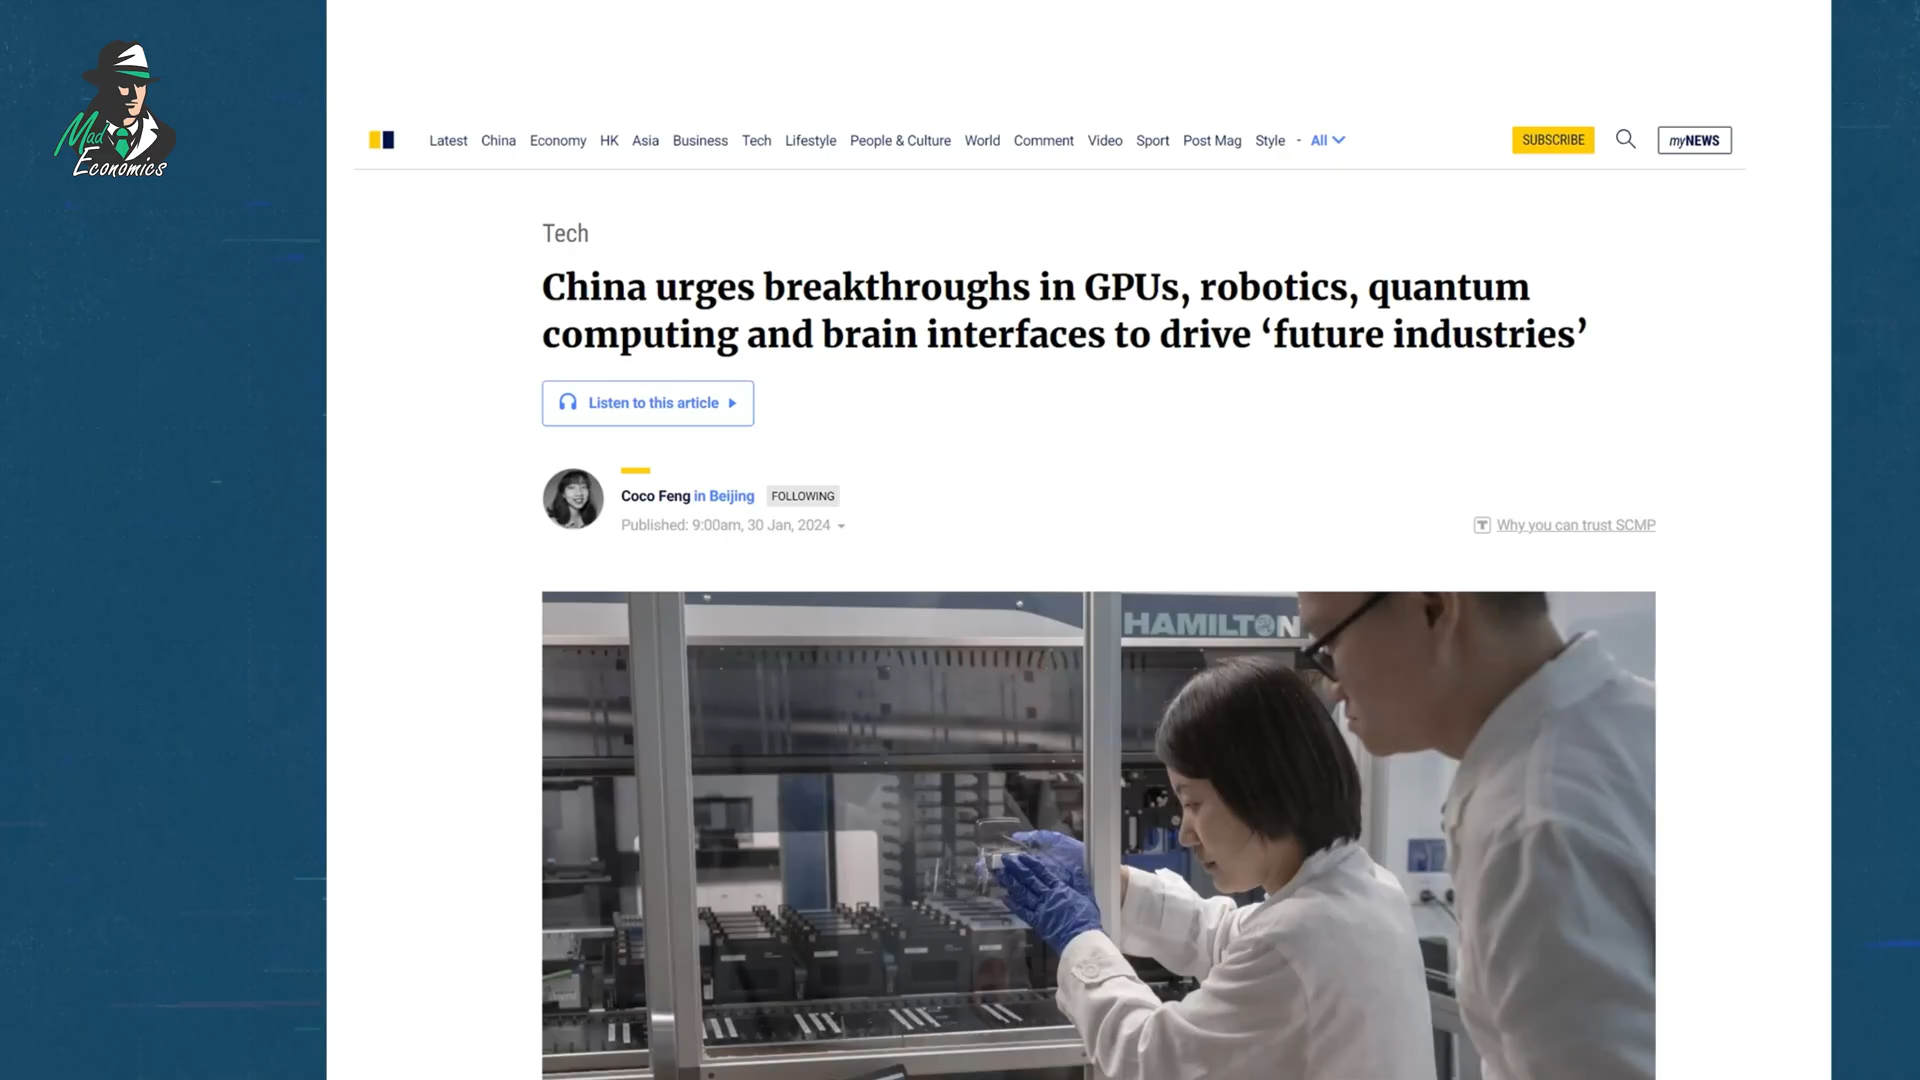 Mad
Economics
Latest China Economy HK Asia Business Tech Lifestyle People & Culture World Comment Video Sport Post Mag Style - All
SUBSCRIBE
myNEWS
Tech
China urges breakthroughs in GPUs, robotics, quantum
computing and brain interfaces to drive ‘future industries’
Listen to this article
Coco Feng in Beijing FOLLOWING
Published: 9:00am, 30 Jan, 2024
Why you can trust SCMP
HAMILTON